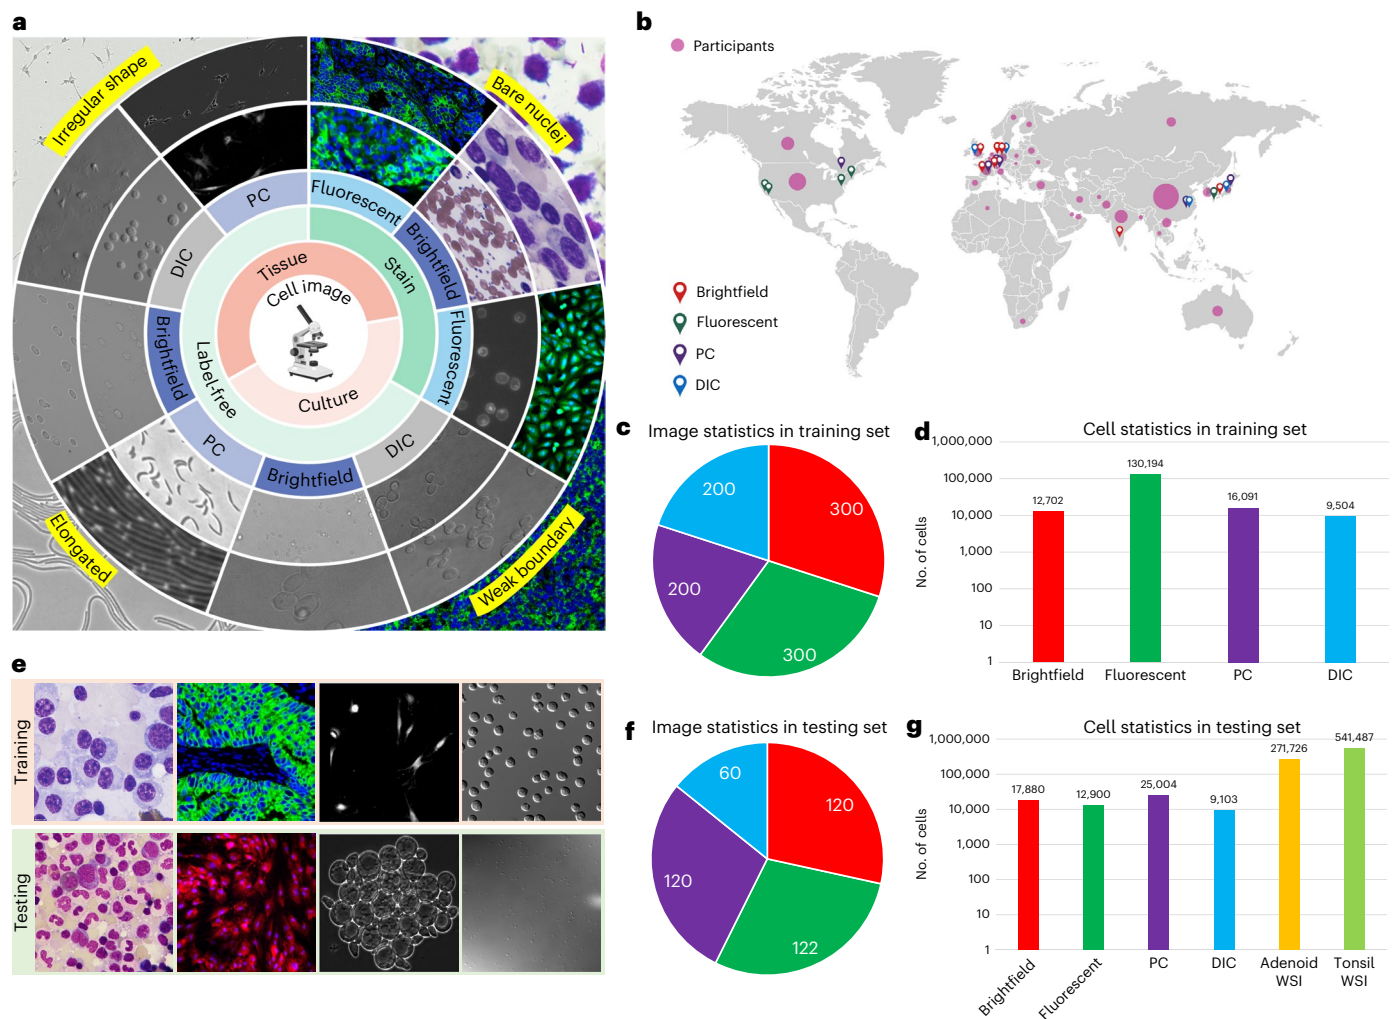 a
Irregular shape
Bare nuclei
Elongated
Weak boundary
PC
Fluorescent
Brightfield
Fluorescent
DIC
Brightfield
PC
Brightfield
DIC
Label-free
Stain
Tissue
Culture
Cell image
b
Participants
Brightfield
Fluorescent
PC
DIC
c
Image statistics in training set
200
300
200
300
d
Cell statistics in training set
No. of cells
1,000,000
100,000
10,000
1,000
100
10
1
12,702
130,194
16,091
9,504
Brightfield
Fluorescent
PC
DIC
e
Training
Testing
f
Image statistics in testing set
60
120
120
122
g
Cell statistics in testing set
No. of cells
1,000,000
100,000
10,000
1,000
100
10
1
17,880
12,900
25,004
9,103
271,726
541,487
Brightfield
Fluorescent
PC
DIC
Adenoid
WSI
Tonsil
WSI